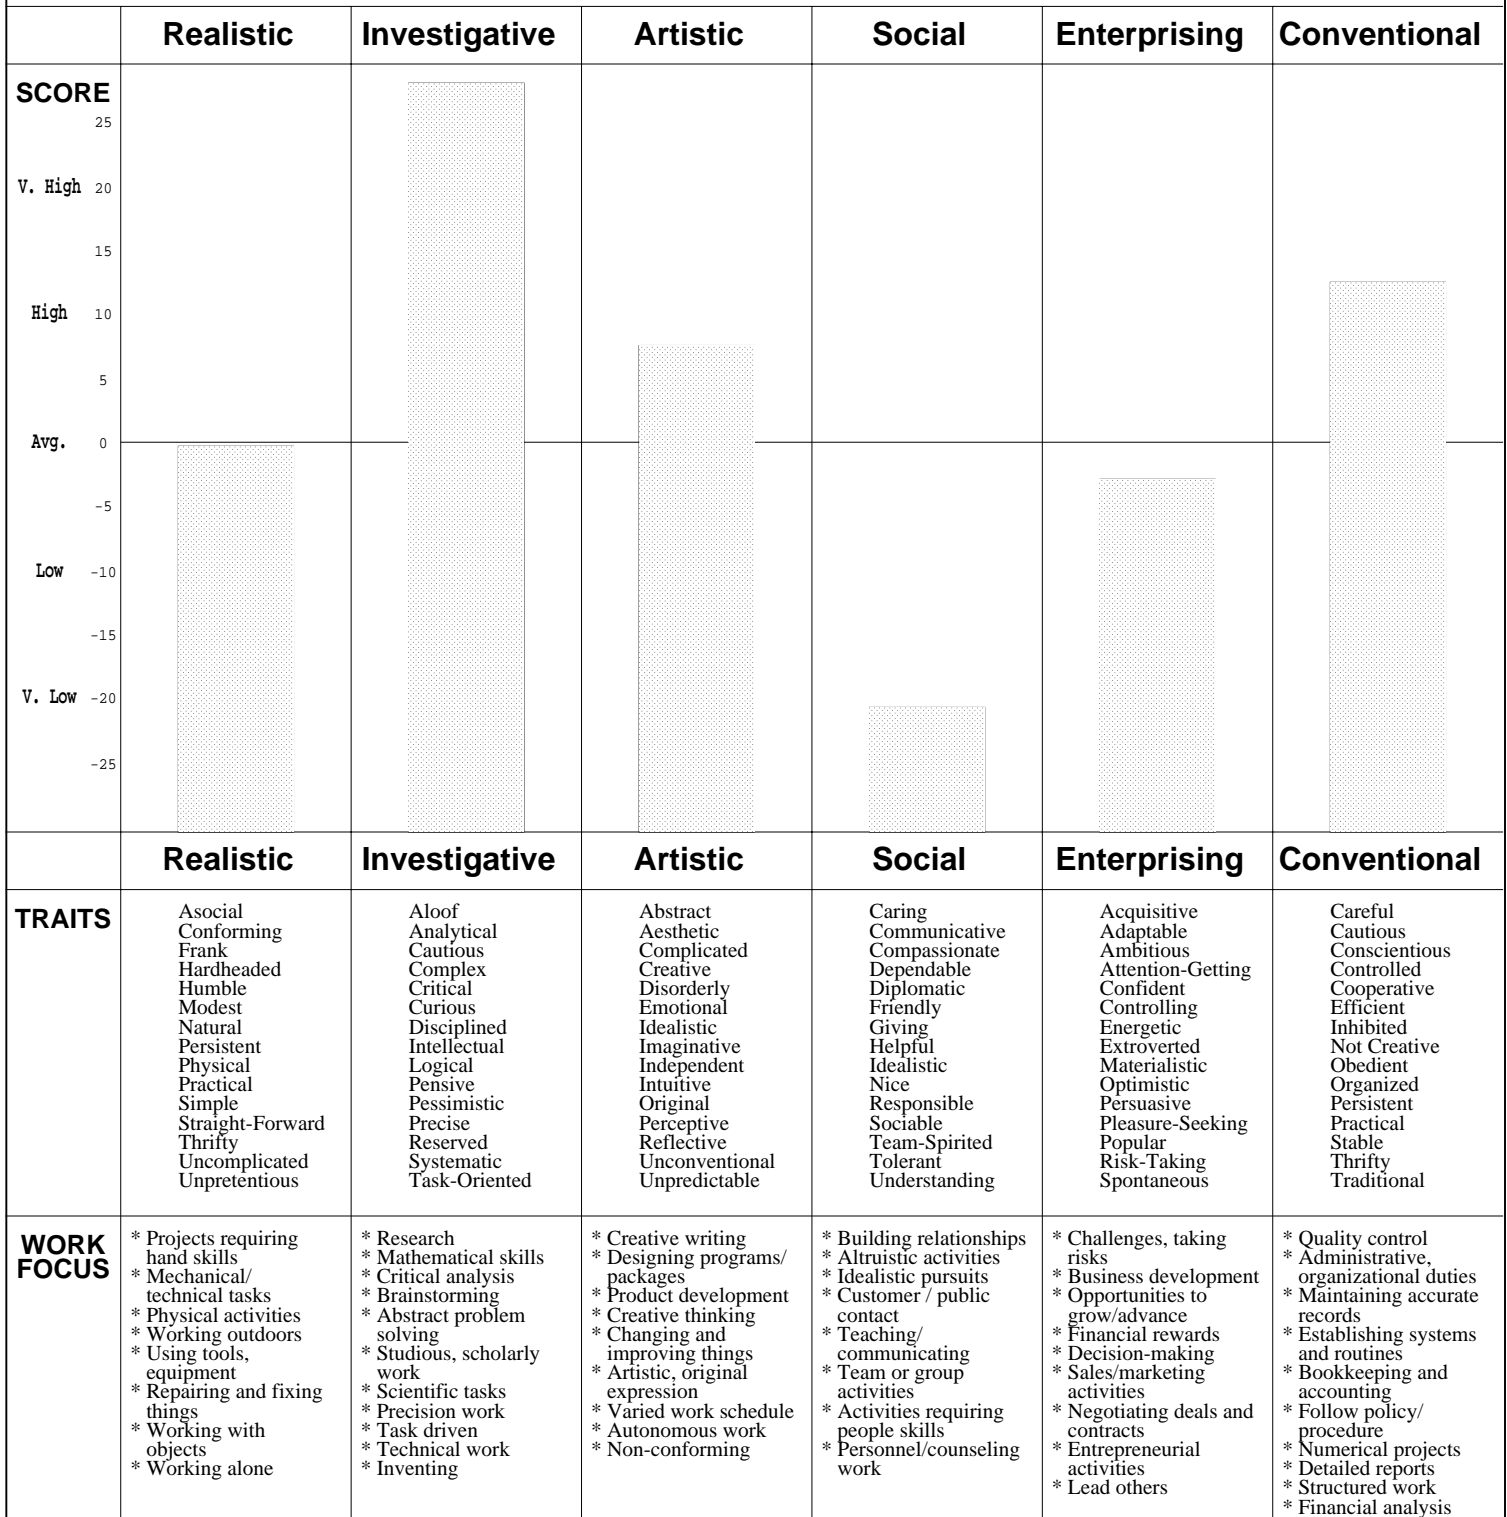 Realistic Investigative Artistic Social Enterprising Conventional
SCORE
25
V. High 20
15
High 10
5
Avg. 0
-5
Low -10
-15
V. Low -20
-25
Realistic Investigative Artistic Social Enterprising Conventional
TRAITS
Asocial
Conforming
Frank
Hardheaded
Humble
Modest
Natural
Persistent
Physical
Practical
Simple
Straight-Forward
Thrifty
Uncomplicated
Unpretentious
Aloof
Analytical
Cautious
Complex
Critical
Curious
Disciplined
Intellectual
Logical
Pensive
Pessimistic
Precise
Reserved
Systematic
Task-Oriented
Abstract
Aesthetic
Complicated
Creative
Disorderly
Emotional
Idealistic
Imaginative
Independent
Intuitive
Original
Perceptive
Reflective
Unconventional
Unpredictable
Caring
Communicative
Compassionate
Dependable
Diplomatic
Friendly
Giving
Helpful
Idealistic
Nice
Responsible
Sociable
Team-Spirited
Tolerant
Understanding
Acquisitive
Adaptable
Ambitious
Attention-Getting
Confident
Controlling
Energetic
Extroverted
Materialistic
Optimistic
Persuasive
Pleasure-Seeking
Popular
Risk-Taking
Spontaneous
Careful
Cautious
Conscientious
Controlled
Cooperative
Efficient
Inhibited
Not Creative
Obedient
Organized
Persistent
Practical
Stable
Thrifty
Traditional
WORK
FOCUS
* Projects requiring
hand skills
* Mechanical/
technical tasks
* Physical activities
* Working outdoors
* Using tools,
equipment
* Repairing and fixing
things
* Working with
objects
* Working alone
* Research
* Mathematical skills
* Critical analysis
* Brainstorming
* Abstract problem
solving
* Studious, scholarly
work
* Scientific tasks
* Precision work
* Task driven
* Technical work
* Inventing
* Creative writing
* Designing programs/
packages
* Product development
* Creative thinking
* Changing and
improving things
* Artistic, original
expression
* Varied work schedule
* Autonomous work
* Non-conforming
* Building relationships
* Altruistic activities
* Idealistic pursuits
* Customer / public
contact
* Teaching/
communicating
* Team or group
activities
* Activities requiring
people skills
* Personnel/counseling
work
* Challenges, taking
risks
* Business development
* Opportunities to
grow/advance
* Financial rewards
* Decision-making
* Sales/marketing
activities
* Negotiating deals and
contracts
* Entrepreneurial
activities
* Lead others
* Quality control
* Administrative,
organizational duties
* Maintaining accurate
records
* Establishing systems
and routines
* Bookkeeping and
accounting
* Follow policy/
procedure
* Numerical projects
* Detailed reports
* Structured work
* Financial analysis